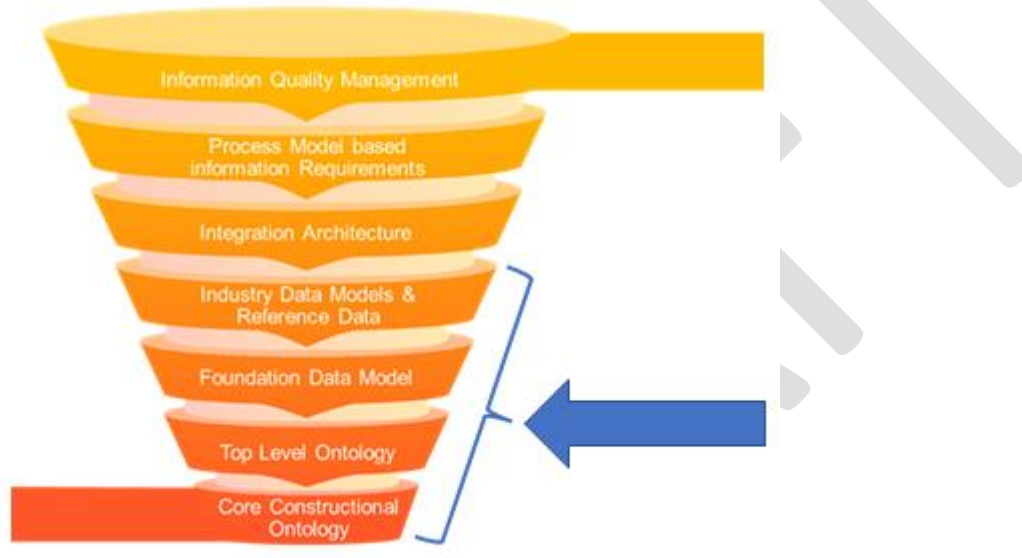 Information Quality Management
Process Model based
information Requirements
Integration Architecture
Industry Data Models &
Reference Data
Foundation Data Model
Top Level Ontology
Core Constructional
Ontology